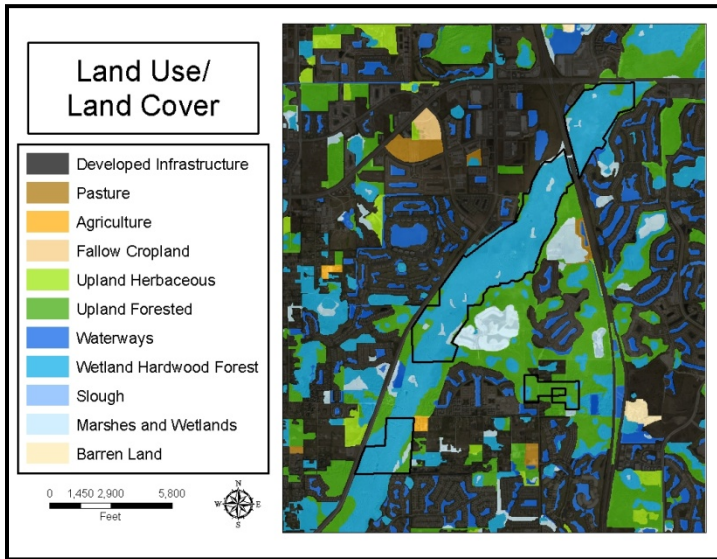 Land Use/
Land Cover
Developed Infrastructure
Pasture
Agriculture
Fallow Cropland
Upland Herbaceous
Upland Forested
Waterways
Wetland Hardwood Forest
Slough
Marshes and Wetlands
Barren Land
0 1,450 2,900 5,800
Feet
N
W E
S